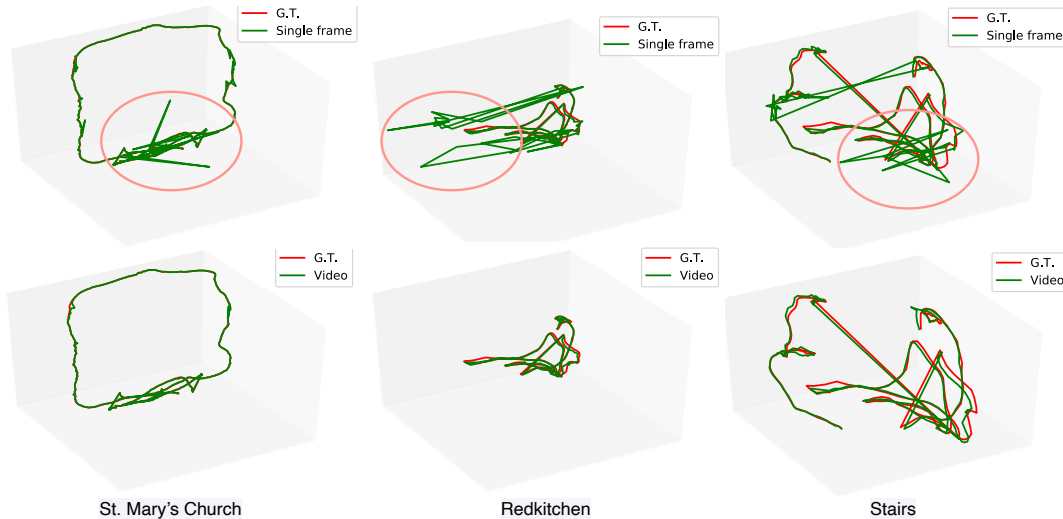 G.T.
Single frame
G.T.
Single frame
G.T.
Single frame
G.T.
Video
G.T.
Video
G.T.
Video
St. Mary's Church
Redkitchen
Stairs